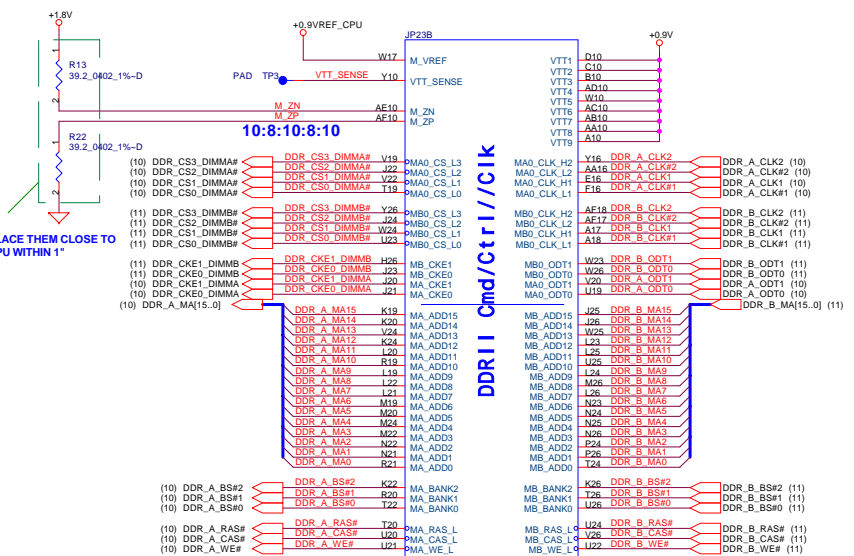 +1.8V
+0.9VREF_CPU
JP23B
+0.9V
1
R13
39.2_0402_1%~D
2
W17 M_VREF
PAD TP3 VTT_SENSE Y10 VTT_SENSE
VTT1 D10
VTT2 C10
VTT3 B10
VTT4 AD10
VTT5 W10
VTT6 AC10
VTT7 AB10
VTT8 AA10
VTT9 A10
M_ZN AE10 M_ZN
M_ZP AF10 M_ZP
10:8:10:8:10
1
R22
39.2_0402_1%~D
2
LACE THEM CLOSE TO
PU WITHIN 1"
DDRII Cmd/Ctrl//Clk
(10) DDR_CS3_DIMMA# DDR_CS3_DIMMA# V19 MA0_CS_L3 MA0_CLK_H2 Y16 DDR_A_CLK2 DDR_A_CLK2 (10)
(10) DDR_CS2_DIMMA# DDR_CS2_DIMMA# J22 MA0_CS_L2 MA0_CLK_L2 AA16 DDR_A_CLK#2 DDR_A_CLK#2 (10)
(10) DDR_CS1_DIMMA# DDR_CS1_DIMMA# V22 MA0_CS_L1 MA0_CLK_H1 E16 DDR_A_CLK1 DDR_A_CLK1 (10)
(10) DDR_CS0_DIMMA# DDR_CS0_DIMMA# T19 MA0_CS_L0 MA0_CLK_L1 F16 DDR_A_CLK#1 DDR_A_CLK#1 (10)
(11) DDR_CS3_DIMMB# DDR_CS3_DIMMB# Y26 MB0_CS_L3 MB0_CLK_H2 AF18 DDR_B_CLK2 DDR_B_CLK2 (11)
(11) DDR_CS2_DIMMB# DDR_CS2_DIMMB# J24 MB0_CS_L2 MB0_CLK_L2 AF17 DDR_B_CLK#2 DDR_B_CLK#2 (11)
(11) DDR_CS1_DIMMB# DDR_CS1_DIMMB# W24 MB0_CS_L1 MB0_CLK_H1 A17 DDR_B_CLK1 DDR_B_CLK1 (11)
(11) DDR_CS0_DIMMB# DDR_CS0_DIMMB# U23 MB0_CS_L0 MB0_CLK_L1 A18 DDR_B_CLK#1 DDR_B_CLK#1 (11)
(11) DDR_CKE1_DIMMB DDR_CKE1_DIMMB H26 MB_CKE1 MB0_ODT1 W23 DDR_B_ODT1 DDR_B_ODT1 (11)
(11) DDR_CKE0_DIMMB DDR_CKE0_DIMMB J23 MB_CKE0 MB0_ODT0 W26 DDR_B_ODT0 DDR_B_ODT0 (11)
(10) DDR_CKE1_DIMMA DDR_CKE1_DIMMA J20 MA_CKE1 MA0_ODT1 V20 DDR_A_ODT1 DDR_A_ODT1 (10)
(10) DDR_CKE0_DIMMA DDR_CKE0_DIMMA J21 MA_CKE0 MA0_ODT0 U19 DDR_A_ODT0 DDR_A_ODT0 (10)
(10) DDR_A_MA[15..0] DDR_B_MA[15..0] (11)
DDR_A_MA15 K19 MA_ADD15 MB_ADD15 J25 DDR_B_MA15
DDR_A_MA14 K20 MA_ADD14 MB_ADD14 J26 DDR_B_MA14
DDR_A_MA13 V24 MA_ADD13 MB_ADD13 W25 DDR_B_MA13
DDR_A_MA12 K24 MA_ADD12 MB_ADD12 L23 DDR_B_MA12
DDR_A_MA11 L20 MA_ADD11 MB_ADD11 L25 DDR_B_MA11
DDR_A_MA10 R19 MA_ADD10 MB_ADD10 U25 DDR_B_MA10
DDR_A_MA9 L19 MA_ADD9 MB_ADD9 L24 DDR_B_MA9
DDR_A_MA8 L22 MA_ADD8 MB_ADD8 M26 DDR_B_MA8
DDR_A_MA7 L21 MA_ADD7 MB_ADD7 L26 DDR_B_MA7
DDR_A_MA6 M19 MA_ADD6 MB_ADD6 N23 DDR_B_MA6
DDR_A_MA5 M20 MA_ADD5 MB_ADD5 N24 DDR_B_MA5
DDR_A_MA4 M24 MA_ADD4 MB_ADD4 N25 DDR_B_MA4
DDR_A_MA3 M22 MA_ADD3 MB_ADD3 N26 DDR_B_MA3
DDR_A_MA2 N22 MA_ADD2 MB_ADD2 P24 DDR_B_MA2
DDR_A_MA1 N21 MA_ADD1 MB_ADD1 P26 DDR_B_MA1
DDR_A_MA0 R21 MA_ADD0 MB_ADD0 T24 DDR_B_MA0
(10) DDR_A_BS#2 DDR_A_BS#2 K22 MA_BANK2 MB_BANK2 K26 DDR_B_BS#2 DDR_B_BS#2 (11)
(10) DDR_A_BS#1 DDR_A_BS#1 R20 MA_BANK1 MB_BANK1 T26 DDR_B_BS#1 DDR_B_BS#1 (11)
(10) DDR_A_BS#0 DDR_A_BS#0 T22 MA_BANK0 MB_BANK0 U26 DDR_B_BS#0 DDR_B_BS#0 (11)
(10) DDR_A_RAS# DDR_A_RAS# T20 MA_RAS_L MB_RAS_L U24 DDR_B_RAS# DDR_B_RAS# (11)
(10) DDR_A_CAS# DDR_A_CAS# U20 MA_CAS_L MB_CAS_L V26 DDR_B_CAS# DDR_B_CAS# (11)
(10) DDR_A_WE# DDR_A_WE# U21 MA_WE_L MB_WE_L U22 DDR_B_WE# DDR_B_WE# (11)